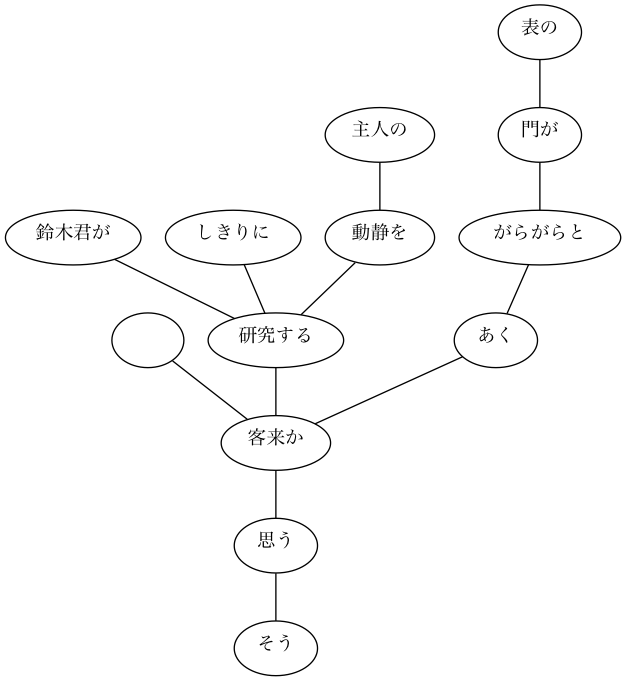 表の
主人の
門が
鈴木君が
しきりに
動静を
がらがらと
研究する
あく
客来か
思う
そう